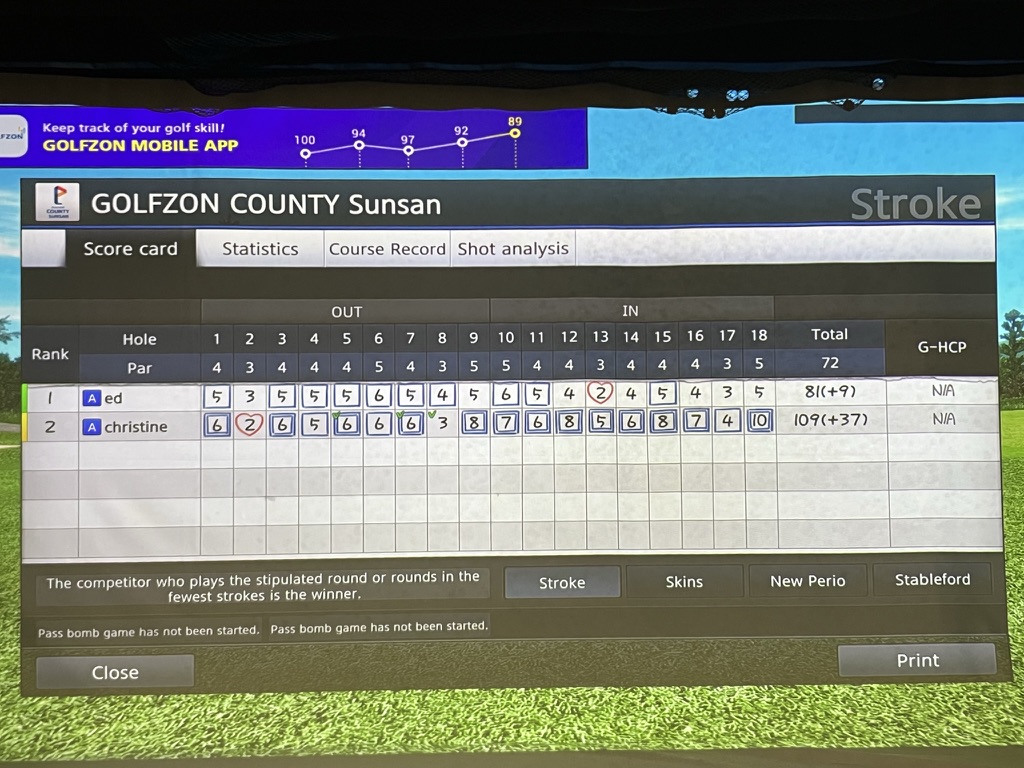 FZON
Keep track of your golf skill!
GOLFZON MOBILE APP
100 94 97 92 89
COUNTY
SUNSAN
GOLFZON COUNTY Sunsan
Stroke
Score card Statistics Course Record Shot analysis
OUT IN
Rank Hole 1 2 3 4 5 6 7 8 9 10 11 12 13 14 15 16 17 18 Total G-HCP
Par 4 3 4 4 4 5 4 3 5 5 4 4 3 4 4 4 3 5 72
1 A ed 5 3 5 5 5 6 5 4 5 6 5 4 2 4 5 4 3 5 81(+9) N/A
2 A christine 6 2 6 5 6 6 6 3 8 7 6 8 5 6 8 7 4 10 109(+37) N/A
The competitor who plays the stipulated round or rounds in the
fewest strokes is the winner.
Stroke Skins New Perio Stableford
Pass bomb game has not been started. Pass bomb game has not been started.
Close Print